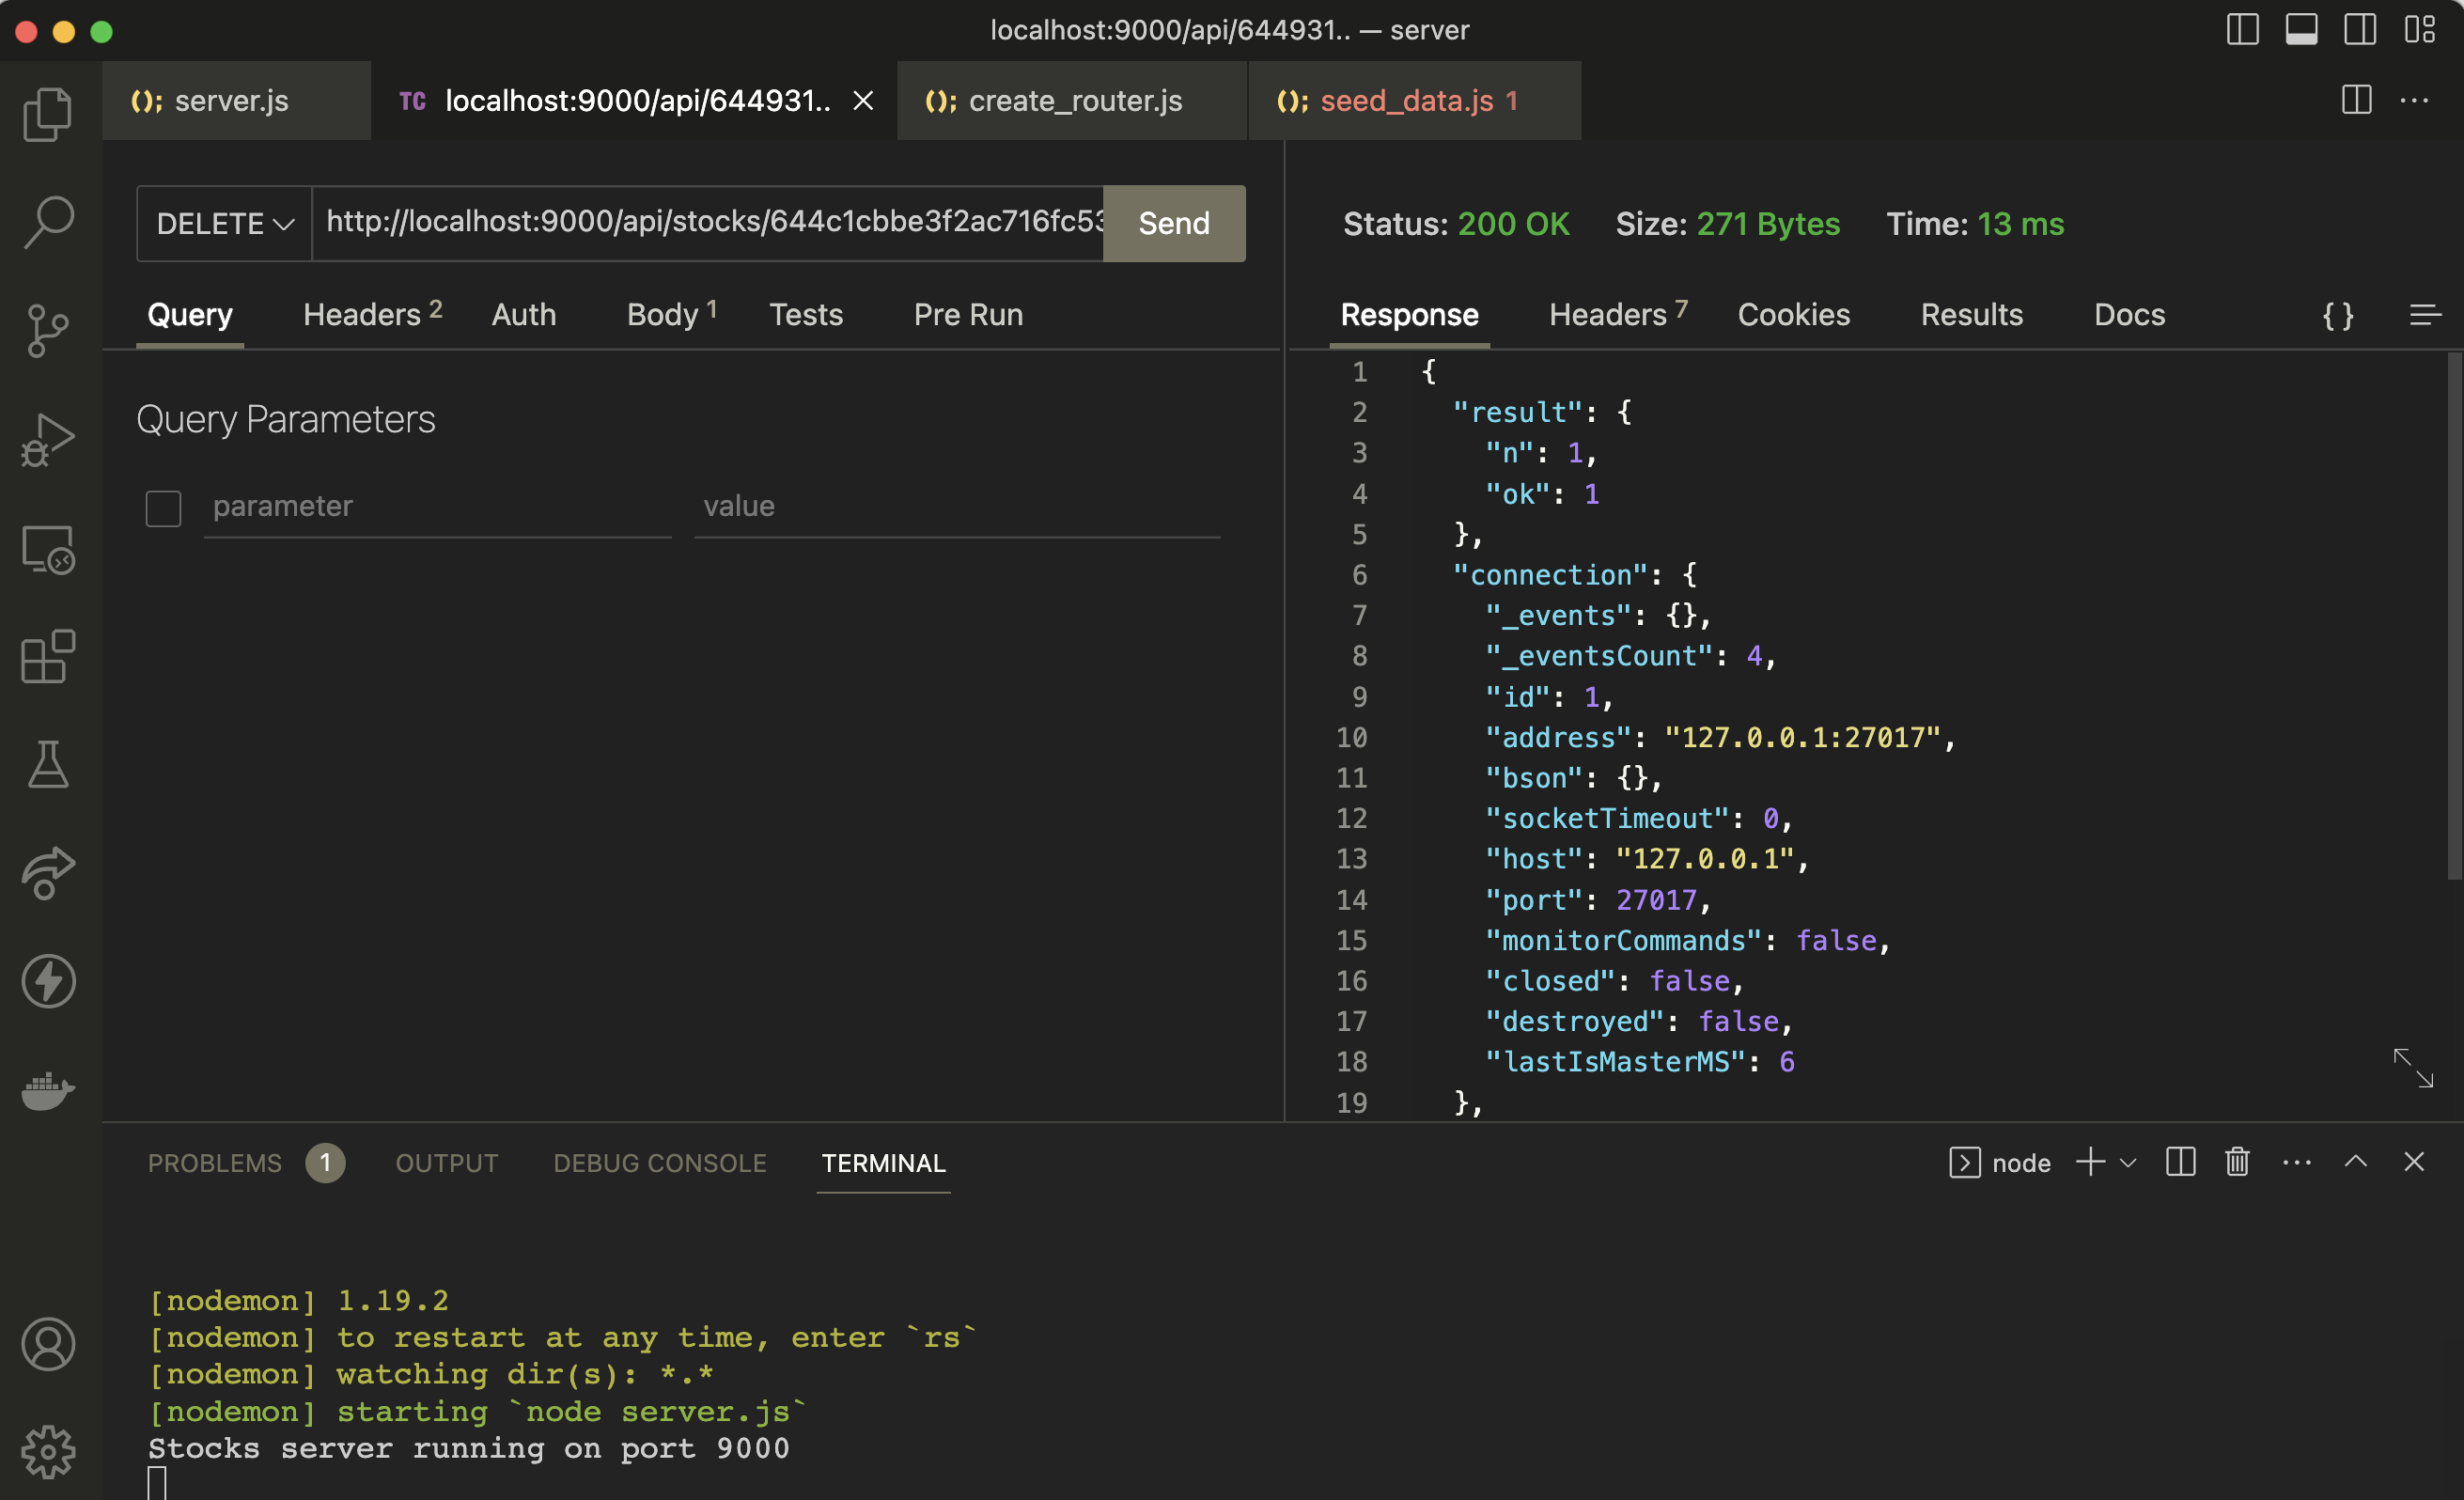 localhost:9000/api/644931.. — server
server.js
TC localhost:9000/api/644931..
create_router.js
seed_data.js 1
DELETE http://localhost:9000/api/stocks/644c1cbbe3f2ac716fc53 Send
Query Headers 2 Auth Body 1 Tests Pre Run
Query Parameters
parameter value
Status: 200 OK Size: 271 Bytes Time: 13 ms
Response Headers 7 Cookies Results Docs { }
1 {
2 "result": {
3 "n": 1,
4 "ok": 1
5 },
6 "connection": {
7 "_events": {},
8 "_eventsCount": 4,
9 "id": 1,
10 "address": "127.0.0.1:27017",
11 "bson": {},
12 "socketTimeout": 0,
13 "host": "127.0.0.1",
14 "port": 27017,
15 "monitorCommands": false,
16 "closed": false,
17 "destroyed": false,
18 "lastIsMasterMS": 6
19 },
PROBLEMS 1 OUTPUT DEBUG CONSOLE TERMINAL
node
[nodemon] 1.19.2
[nodemon] to restart at any time, enter `rs`
[nodemon] watching dir(s): *.*
[nodemon] starting `node server.js`
Stocks server running on port 9000